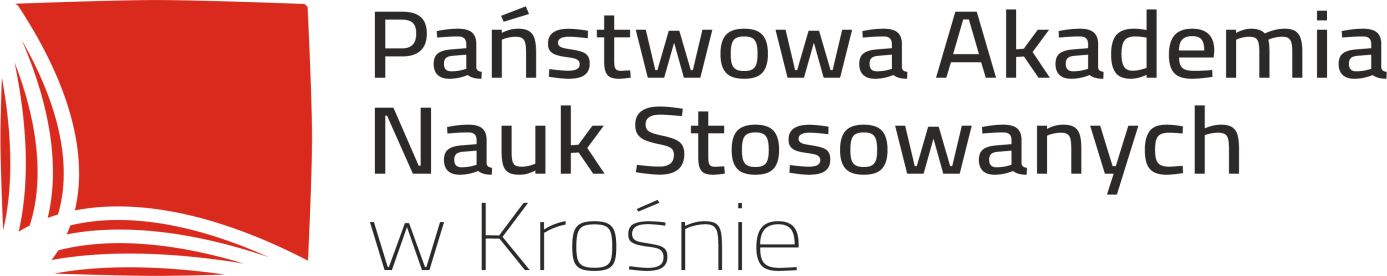 Państwowa Akademia
Nauk Stosowanych
w Krośnie